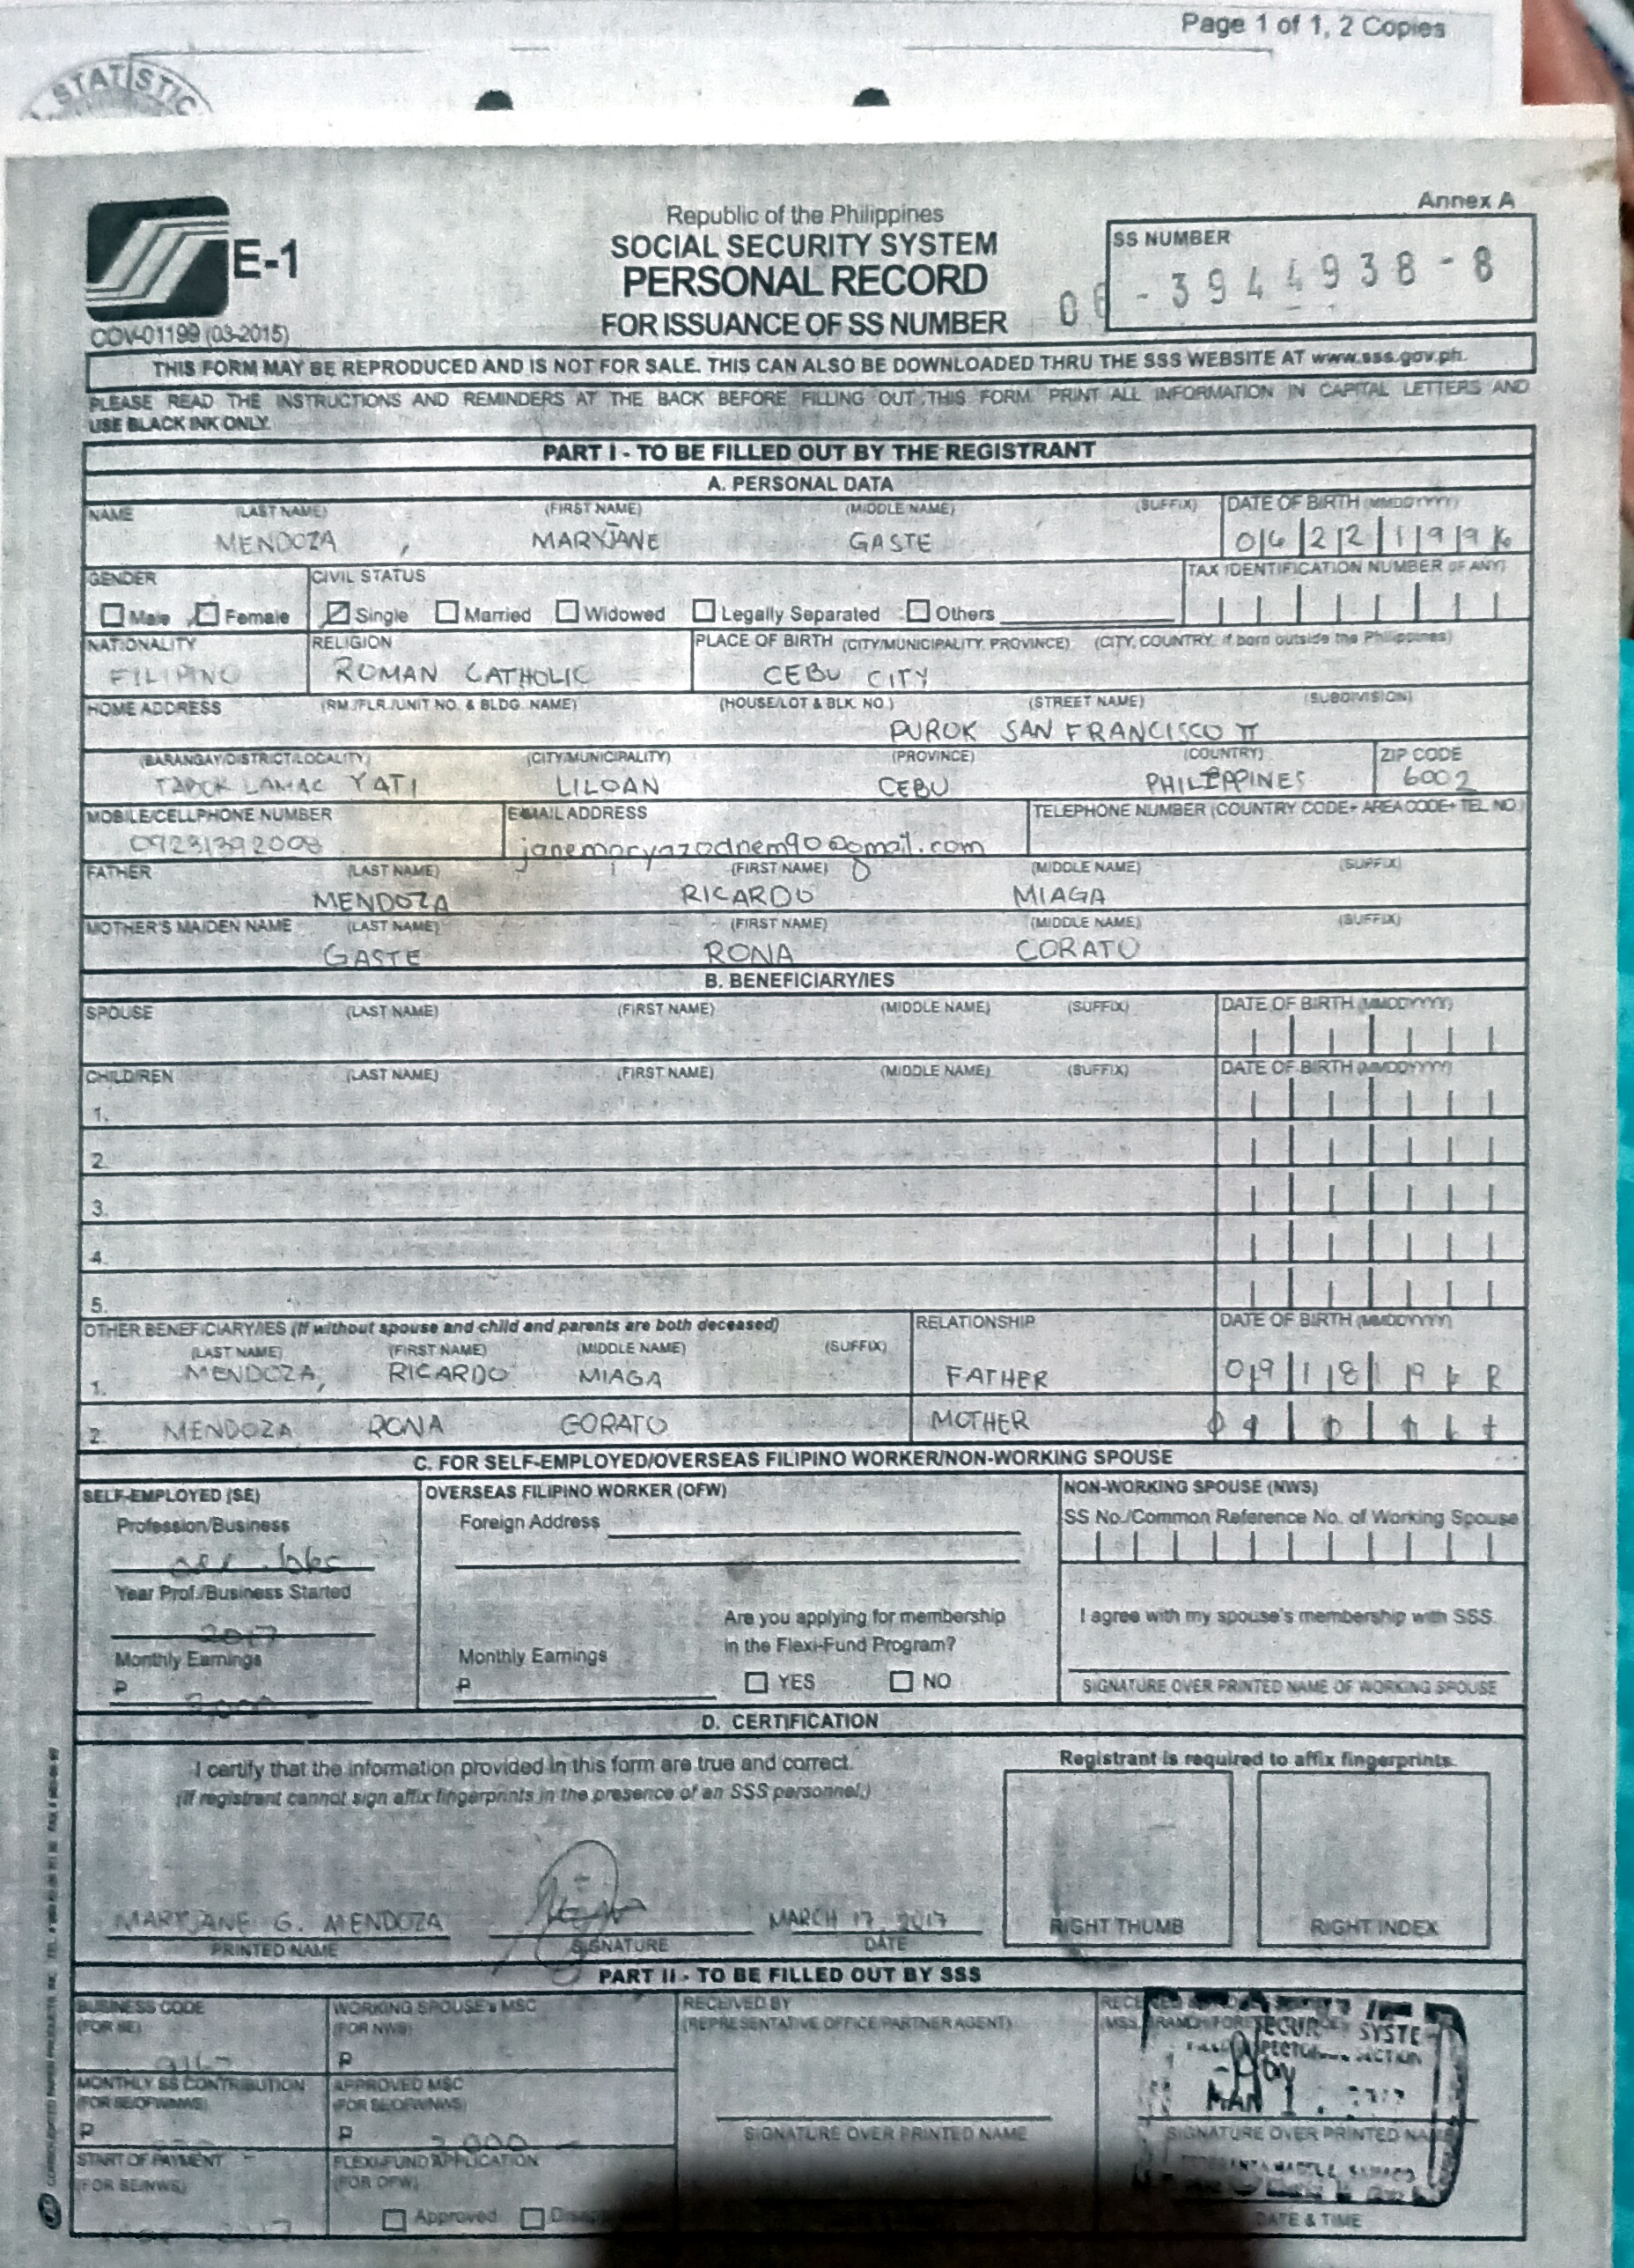 Page 1 of 1, 2 Copies
STATISTIC
Annex A
E-1
COV-01199 (03-2015)
Republic of the Philippines
SOCIAL SECURITY SYSTEM
PERSONAL RECORD
FOR ISSUANCE OF SS NUMBER
SS NUMBER
06-3944938-8
THIS FORM MAY BE REPRODUCED AND IS NOT FOR SALE. THIS CAN ALSO BE DOWNLOADED THRU THE SSS WEBSITE AT www.sss.gov.ph.
PLEASE READ THE INSTRUCTIONS AND REMINDERS AT THE BACK BEFORE FILLING OUT THIS FORM. PRINT ALL INFORMATION IN CAPITAL LETTERS AND
USE BLACK INK ONLY.
PART I - TO BE FILLED OUT BY THE REGISTRANT
A. PERSONAL DATA
NAME (LAST NAME) (FIRST NAME) (MIDDLE NAME) (SUFFIX) DATE OF BIRTH (MMDDYYYY)
MENDOZA , MARYJANE GASTE 0622199
GENDER CIVIL STATUS TAX IDENTIFICATION NUMBER (IF ANY)
Male Female Single Married Widowed Legally Separated Others
NATIONALITY RELIGION PLACE OF BIRTH (CITY/MUNICIPALITY, PROVINCE) (CITY, COUNTRY, if born outside the Philippines)
FILIPINO ROMAN CATHOLIC CEBU CITY
HOME ADDRESS (RM./FLR./UNIT NO. & BLDG. NAME) (HOUSE/LOT & BLK. NO.) (STREET NAME) (SUBDIVISION)
PUROK SAN FRANCISCO II
(BARANGAY/DISTRICT/LOCALITY) (CITY/MUNICIPALITY) (PROVINCE) (COUNTRY) ZIP CODE
LAMAC YATI LILOAN CEBU PHILIPPINES 6002
MOBILE/CELLPHONE NUMBER E-MAIL ADDRESS TELEPHONE NUMBER (COUNTRY CODE+ AREA CODE+ TEL. NO.)
09231392008 janemaryazodnem90@gmail.com
FATHER (LAST NAME) (FIRST NAME) (MIDDLE NAME) (SUFFIX)
MENDOZA RICARDO MIAGA
MOTHER'S MAIDEN NAME (LAST NAME) (FIRST NAME) (MIDDLE NAME) (SUFFIX)
GASTE RONA CORATO
B. BENEFICIARY/IES
SPOUSE (LAST NAME) (FIRST NAME) (MIDDLE NAME) (SUFFIX) DATE OF BIRTH (MMDDYYYY)
CHILDREN (LAST NAME) (FIRST NAME) (MIDDLE NAME) (SUFFIX) DATE OF BIRTH (MMDDYYYY)
1.
2.
3.
4.
5.
OTHER BENEFICIARY/IES (If without spouse and child and parents are both deceased) RELATIONSHIP DATE OF BIRTH (MMDDYYYY)
(LAST NAME) (FIRST NAME) (MIDDLE NAME) (SUFFIX)
1. MENDOZA, RICARDO MIAGA FATHER 0918
2. MENDOZA RONA GORATO MOTHER
C. FOR SELF-EMPLOYED/OVERSEAS FILIPINO WORKER/NON-WORKING SPOUSE
SELF-EMPLOYED (SE) OVERSEAS FILIPINO WORKER (OFW) NON-WORKING SPOUSE (NWS)
Profession/Business Foreign Address SS No./Common Reference No. of Working Spouse
Year Prof./Business Started
2017
Are you applying for membership I agree with my spouse's membership with SSS.
in the Flexi-Fund Program?
Monthly Earnings Monthly Earnings
₱ ₱ YES NO
SIGNATURE OVER PRINTED NAME OF WORKING SPOUSE
D. CERTIFICATION
I certify that the information provided in this form are true and correct.
(If registrant cannot sign affix fingerprints in the presence of an SSS personnel.)
Registrant is required to affix fingerprints.
MARYJANE G. MENDOZA MARCH 17, 2017
PRINTED NAME SIGNATURE DATE
RIGHT THUMB RIGHT INDEX
PART II - TO BE FILLED OUT BY SSS
BUSINESS CODE WORKING SPOUSE's MSC RECEIVED BY
(FOR SE) (FOR NWS) (REPRESENTATIVE OFFICE/PARTNER AGENT)
₱
MONTHLY SS CONTRIBUTION APPROVED MSC
(FOR SE/OFW/NWS) (FOR SE/OFW/NWS)
₱ ₱
SIGNATURE OVER PRINTED NAME SIGNATURE OVER PRINTED NAME
START OF PAYMENT FLEXI-FUND APPLICATION
(FOR SE/NWS) (FOR OFW)
Approved
2017
DATE & TIME